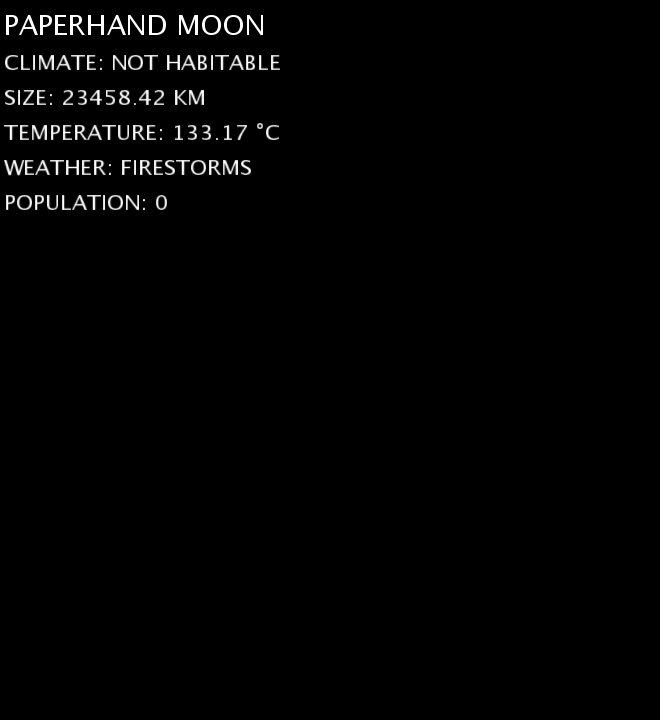 PAPERHAND MOON
CLIMATE: NOT HABITABLE
SIZE: 23458.42 KM
TEMPERATURE: 133.17 °C
WEATHER: FIRESTORMS
POPULATION: 0